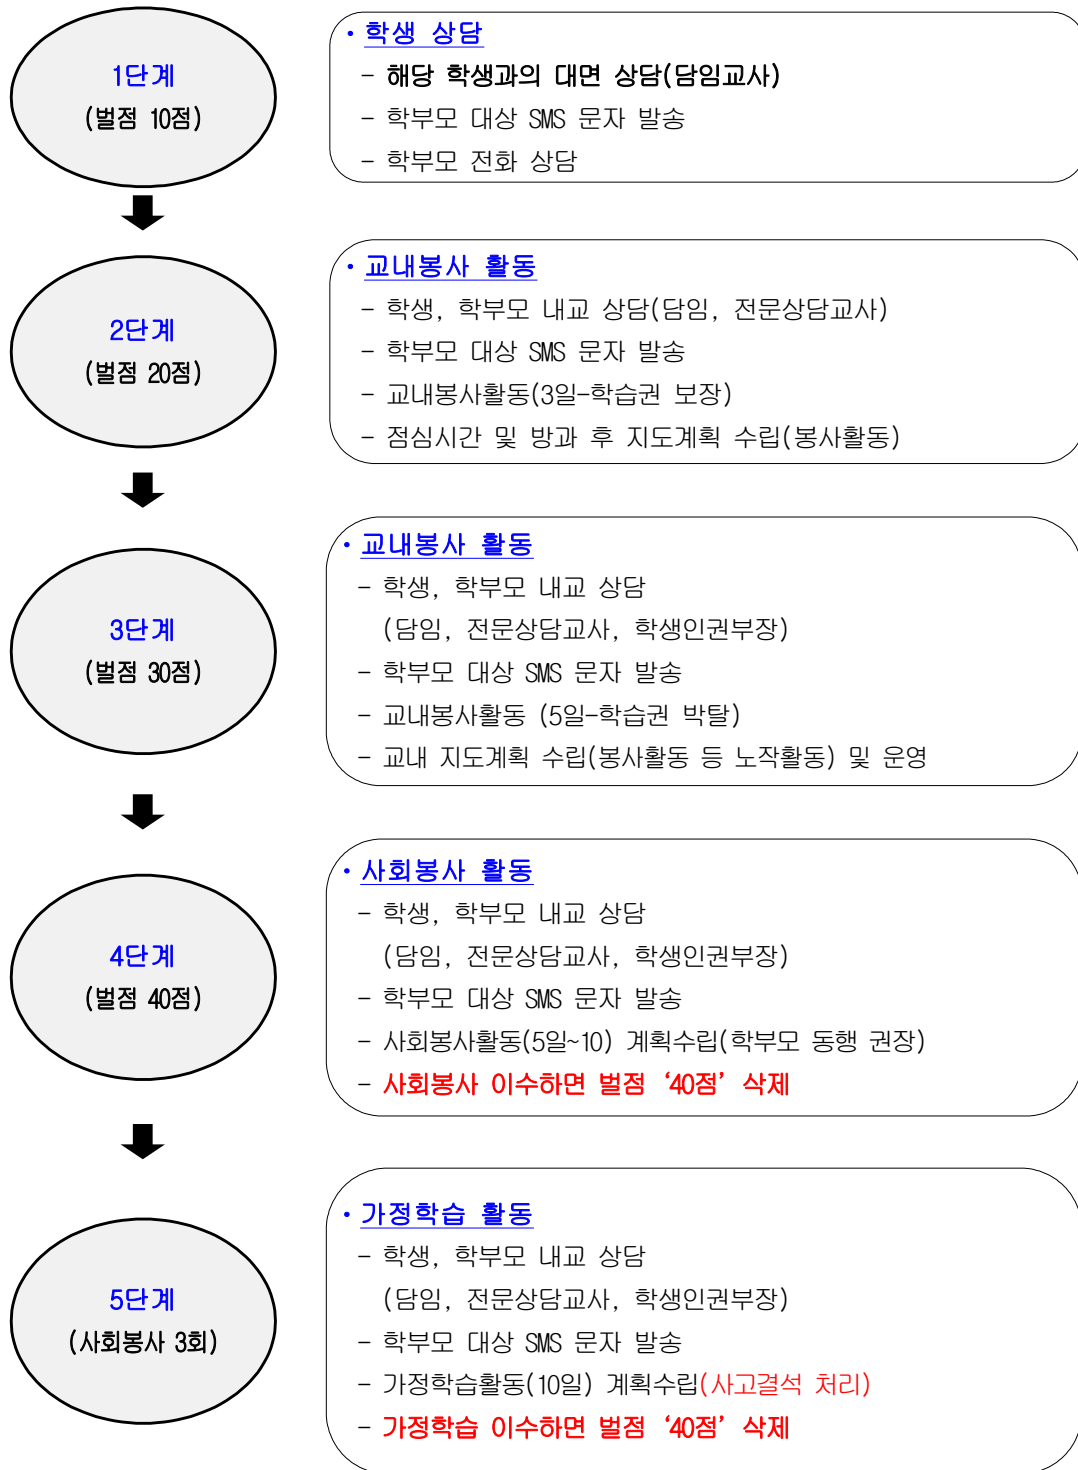 1단계
(벌점 10점)
· 학생 상담
- 해당 학생과의 대면 상담(담임교사)
- 학부모 대상 SMS 문자 발송
- 학부모 전화 상담
2단계
(벌점 20점)
· 교내봉사 활동
- 학생, 학부모 내교 상담(담임, 전문상담교사)
- 학부모 대상 SMS 문자 발송
- 교내봉사활동(3일-학습권 보장)
- 점심시간 및 방과 후 지도계획 수립(봉사활동)
3단계
(벌점 30점)
· 교내봉사 활동
- 학생, 학부모 내교 상담
(담임, 전문상담교사, 학생인권부장)
- 학부모 대상 SMS 문자 발송
- 교내봉사활동 (5일-학습권 박탈)
- 교내 지도계획 수립(봉사활동 등 노작활동) 및 운영
4단계
(벌점 40점)
· 사회봉사 활동
- 학생, 학부모 내교 상담
(담임, 전문상담교사, 학생인권부장)
- 학부모 대상 SMS 문자 발송
- 사회봉사활동(5일~10) 계획수립(학부모 동행 권장)
- 사회봉사 이수하면 벌점 ‘40점’ 삭제
5단계
(사회봉사 3회)
· 가정학습 활동
- 학생, 학부모 내교 상담
(담임, 전문상담교사, 학생인권부장)
- 학부모 대상 SMS 문자 발송
- 가정학습활동(10일) 계획수립(사고결석 처리)
- 가정학습 이수하면 벌점 ‘40점’ 삭제